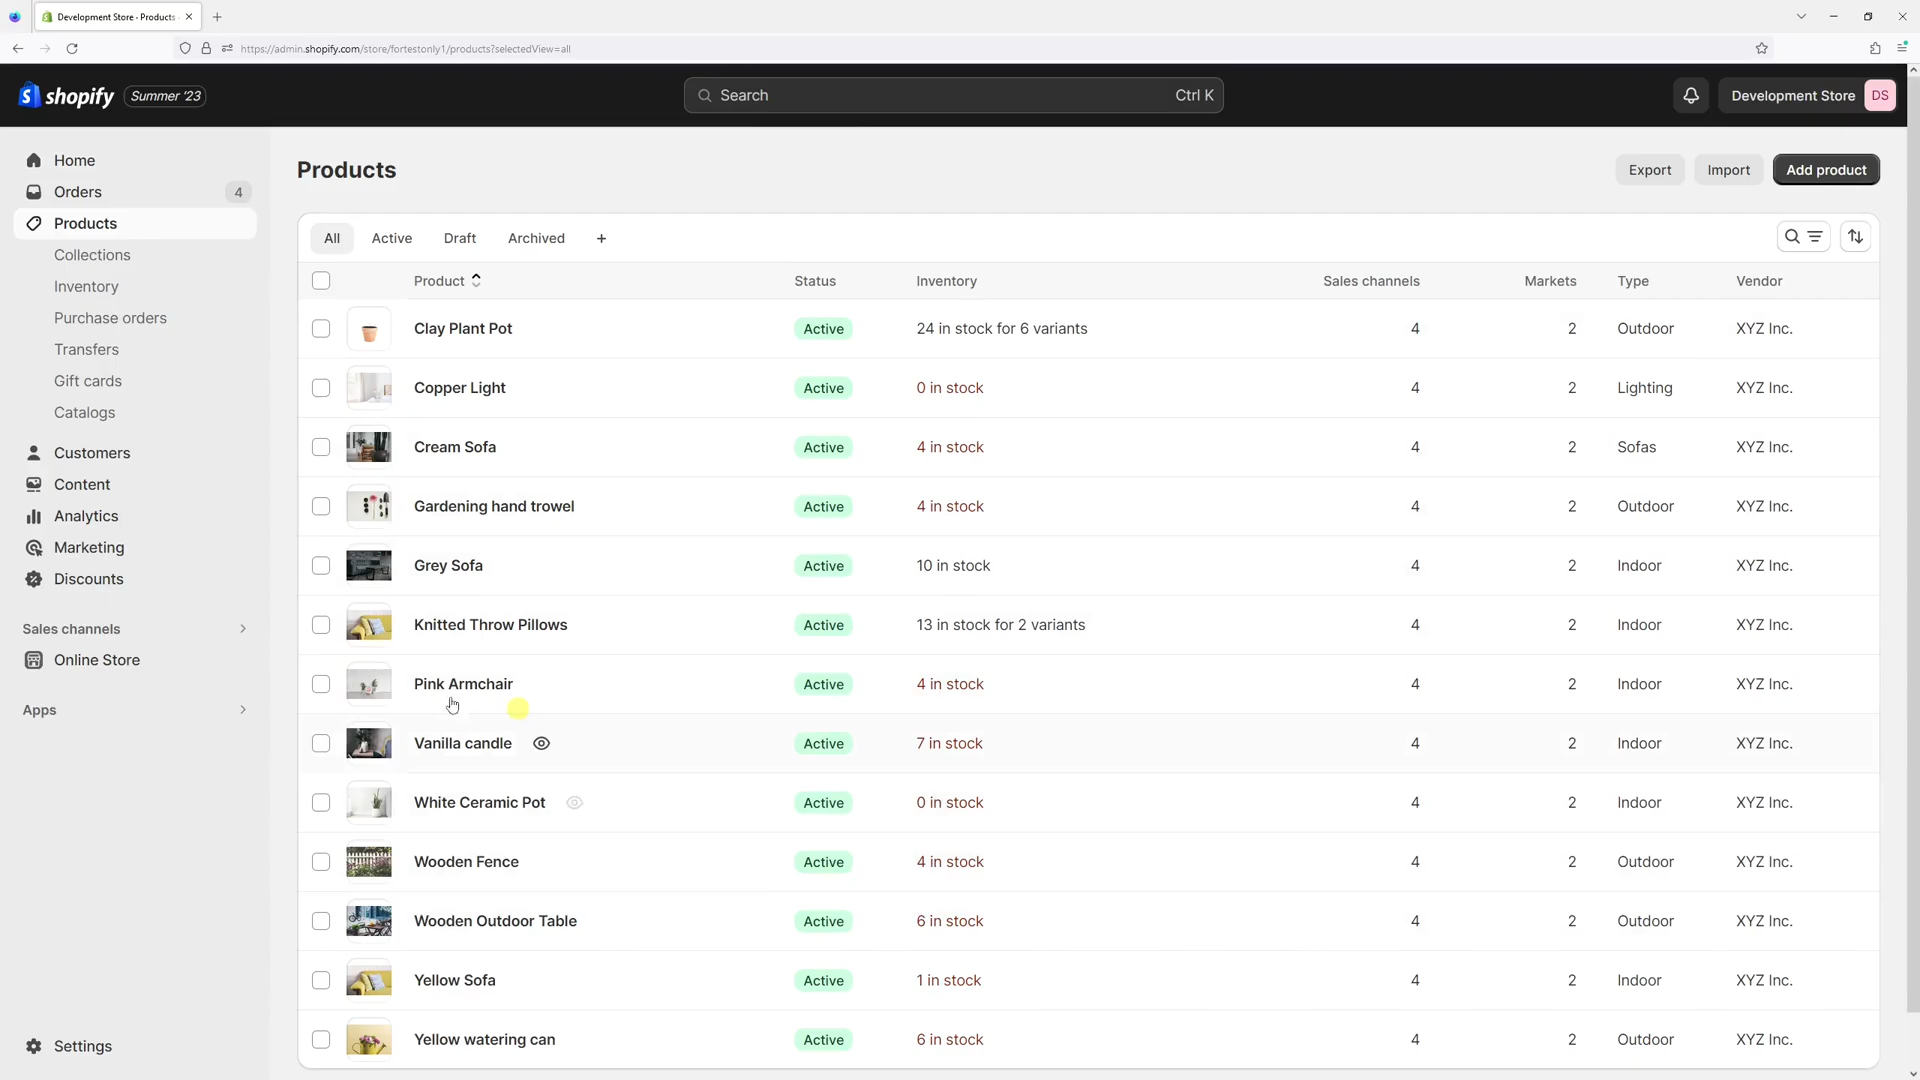 Development Store · Products ·
https://admin.shopify.com/store/fortestonly1/products?selectedView=all
shopify Summer '23
Search Ctrl K
Development Store DS
Home
Orders 4
Products
Collections
Inventory
Purchase orders
Transfers
Gift cards
Catalogs
Customers
Content
Analytics
Marketing
Discounts
Sales channels
Online Store
Apps
Settings
Products
Export Import Add product
All Active Draft Archived +
Product Status Inventory Sales channels Markets Type Vendor
Clay Plant Pot Active 24 in stock for 6 variants 4 2 Outdoor XYZ Inc.
Copper Light Active 0 in stock 4 2 Lighting XYZ Inc.
Cream Sofa Active 4 in stock 4 2 Sofas XYZ Inc.
Gardening hand trowel Active 4 in stock 4 2 Outdoor XYZ Inc.
Grey Sofa Active 10 in stock 4 2 Indoor XYZ Inc.
Knitted Throw Pillows Active 13 in stock for 2 variants 4 2 Indoor XYZ Inc.
Pink Armchair Active 4 in stock 4 2 Indoor XYZ Inc.
Vanilla candle Active 7 in stock 4 2 Indoor XYZ Inc.
White Ceramic Pot Active 0 in stock 4 2 Indoor XYZ Inc.
Wooden Fence Active 4 in stock 4 2 Outdoor XYZ Inc.
Wooden Outdoor Table Active 6 in stock 4 2 Outdoor XYZ Inc.
Yellow Sofa Active 1 in stock 4 2 Indoor XYZ Inc.
Yellow watering can Active 6 in stock 4 2 Outdoor XYZ Inc.